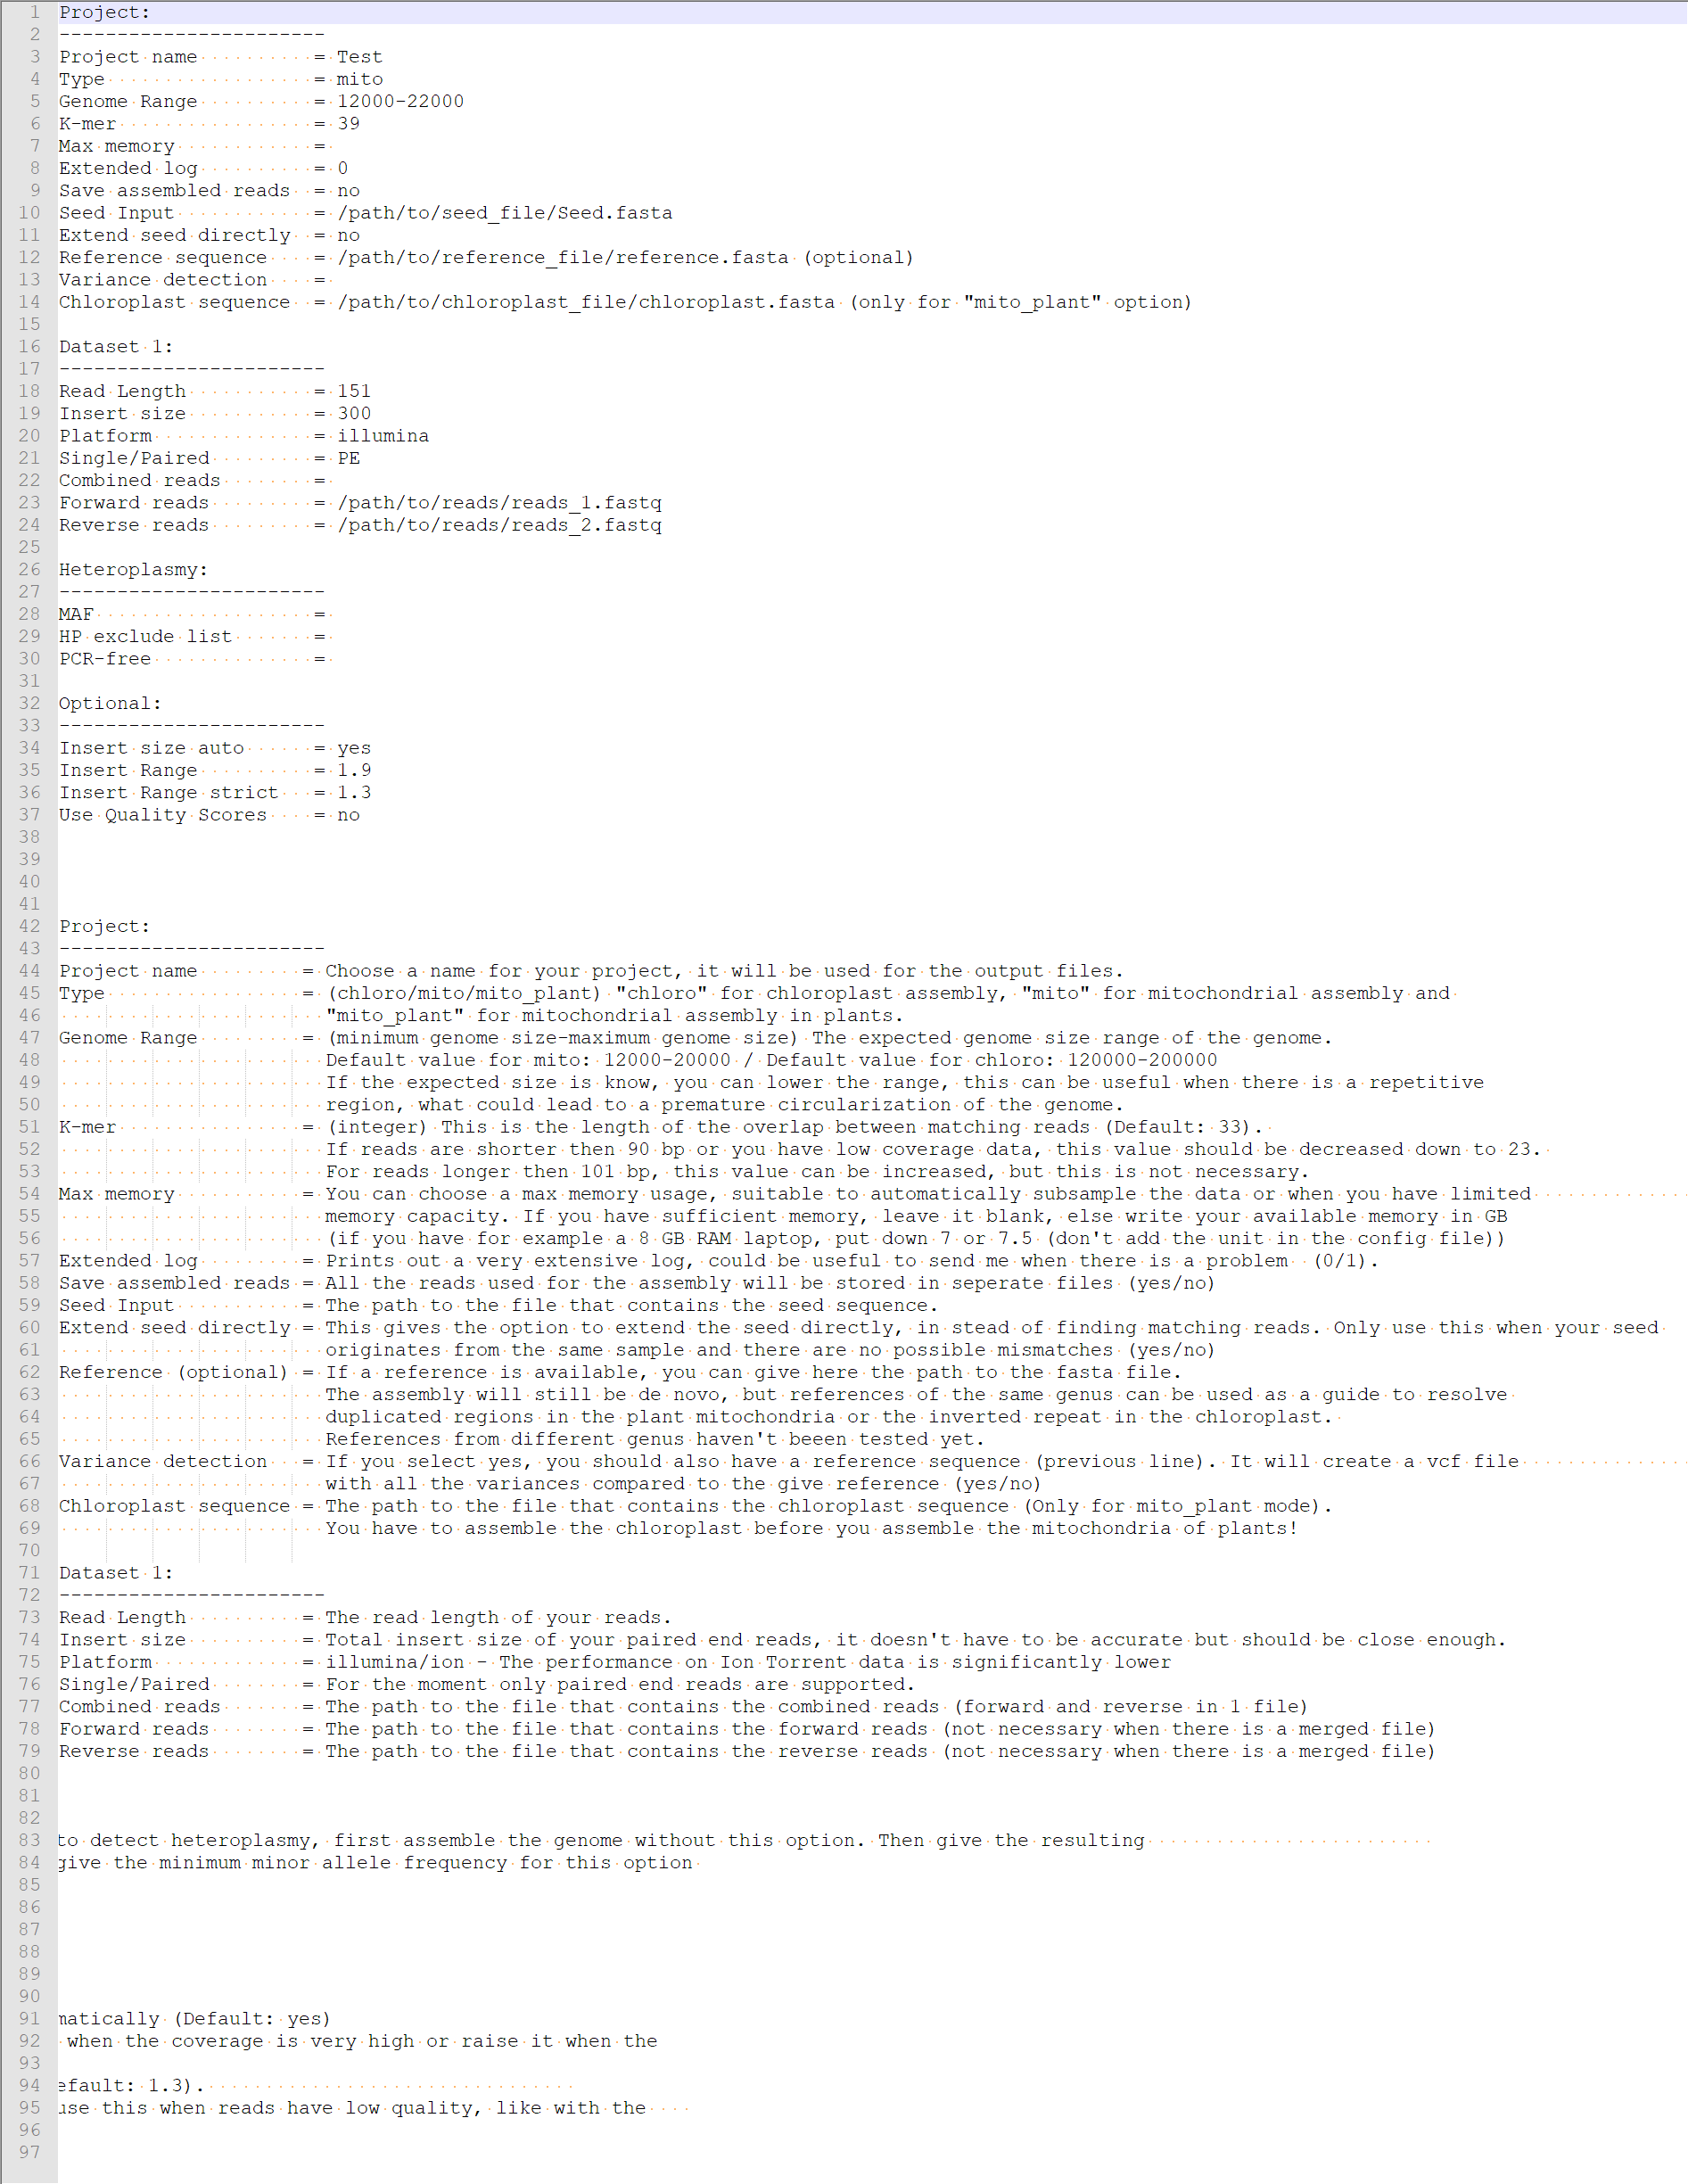 1 Project:
2 -----------------------
3 Project name = Test
4 Type = mito
5 Genome Range = 12000-22000
6 K-mer = 39
7 Max memory =
8 Extended log = 0
9 Save assembled reads = no
10 Seed Input = /path/to/seed_file/Seed.fasta
11 Extend seed directly = no
12 Reference sequence = /path/to/reference_file/reference.fasta (optional)
13 Variance detection =
14 Chloroplast sequence = /path/to/chloroplast_file/chloroplast.fasta (only for "mito_plant" option)
15
16 Dataset 1:
17 -----------------------
18 Read Length = 151
19 Insert size = 300
20 Platform = illumina
21 Single/Paired = PE
22 Combined reads =
23 Forward reads = /path/to/reads/reads_1.fastq
24 Reverse reads = /path/to/reads/reads_2.fastq
25
26 Heteroplasmy:
27 -----------------------
28 MAF =
29 HP exclude list =
30 PCR-free =
31
32 Optional:
33 -----------------------
34 Insert size auto = yes
35 Insert Range = 1.9
36 Insert Range strict = 1.3
37 Use Quality Scores = no
38
39
40
41
42 Project:
43 -----------------------
44 Project name = Choose a name for your project, it will be used for the output files.
45 Type = (chloro/mito/mito_plant) "chloro" for chloroplast assembly, "mito" for mitochondrial assembly and
46 "mito_plant" for mitochondrial assembly in plants.
47 Genome Range = (minimum genome size-maximum genome size) The expected genome size range of the genome.
48 Default value for mito: 12000-20000 / Default value for chloro: 120000-200000
49 If the expected size is know, you can lower the range, this can be useful when there is a repetitive
50 region, what could lead to a premature circularization of the genome.
51 K-mer = (integer) This is the length of the overlap between matching reads (Default: 33).
52 If reads are shorter then 90 bp or you have low coverage data, this value should be decreased down to 23.
53 For reads longer then 101 bp, this value can be increased, but this is not necessary.
54 Max memory = You can choose a max memory usage, suitable to automatically subsample the data or when you have limited
55 memory capacity. If you have sufficient memory, leave it blank, else write your available memory in GB
56 (if you have for example a 8 GB RAM laptop, put down 7 or 7.5 (don't add the unit in the config file))
57 Extended log = Prints out a very extensive log, could be useful to send me when there is a problem (0/1).
58 Save assembled reads = All the reads used for the assembly will be stored in seperate files (yes/no)
59 Seed Input = The path to the file that contains the seed sequence.
60 Extend seed directly = This gives the option to extend the seed directly, in stead of finding matching reads. Only use this when your seed
61 originates from the same sample and there are no possible mismatches (yes/no)
62 Reference (optional) = If a reference is available, you can give here the path to the fasta file.
63 The assembly will still be de novo, but references of the same genus can be used as a guide to resolve
64 duplicated regions in the plant mitochondria or the inverted repeat in the chloroplast.
65 References from different genus haven't beeen tested yet.
66 Variance detection = If you select yes, you should also have a reference sequence (previous line). It will create a vcf file
67 with all the variances compared to the give reference (yes/no)
68 Chloroplast sequence = The path to the file that contains the chloroplast sequence (Only for mito_plant mode).
69 You have to assemble the chloroplast before you assemble the mitochondria of plants!
70
71 Dataset 1:
72 -----------------------
73 Read Length = The read length of your reads.
74 Insert size = Total insert size of your paired end reads, it doesn't have to be accurate but should be close enough.
75 Platform = illumina/ion - The performance on Ion Torrent data is significantly lower
76 Single/Paired = For the moment only paired end reads are supported.
77 Combined reads = The path to the file that contains the combined reads (forward and reverse in 1 file)
78 Forward reads = The path to the file that contains the forward reads (not necessary when there is a merged file)
79 Reverse reads = The path to the file that contains the reverse reads (not necessary when there is a merged file)
80
81
82
83 to detect heteroplasmy, first assemble the genome without this option. Then give the resulting
84 give the minimum minor allele frequency for this option
85
86
87
88
89
90
91 matically (Default: yes)
92 when the coverage is very high or raise it when the
93
94 efault: 1.3).
95 use this when reads have low quality, like with the
96
97